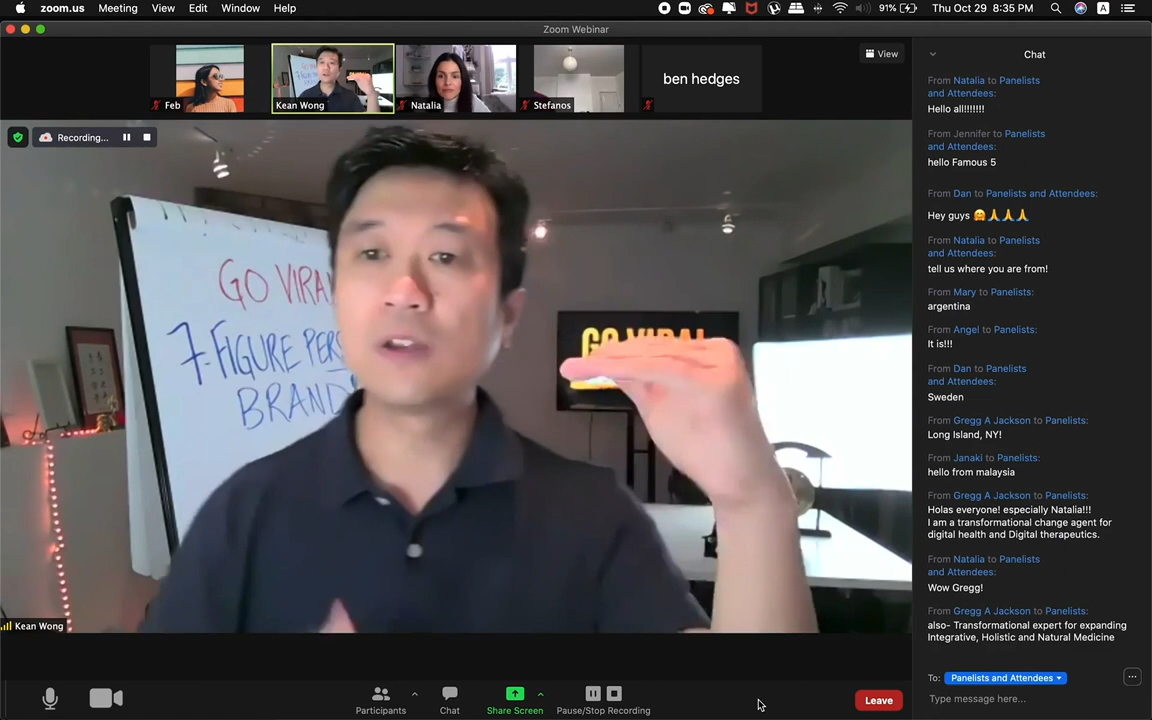 zoom.us Meeting View Edit Window Help 91% Thu Oct 29 8:35 PM A
Zoom Webinar
View
Feb Kean Wong Natalia Stefanos ben hedges
Recording...
GO VIRA
7-FIGURE PER
BRAND
GO VIRAL
Kean Wong
Chat
From Natalia to Panelists
and Attendees:
Hello all!!!!!!!
From Jennifer to Panelists
and Attendees:
hello Famous 5
From Dan to Panelists and Attendees:
Hey guys 🤗🙏🙏🙏
From Natalia to Panelists
and Attendees:
tell us where you are from!
From Mary to Panelists:
argentina
From Angel to Panelists:
It is!!!
From Dan to Panelists
and Attendees:
Sweden
From Gregg A Jackson to Panelists:
Long Island, NY!
From Janaki to Panelists:
hello from malaysia
From Gregg A Jackson to Panelists:
Holas everyone! especially Natalia!!!
I am a transformational change agent for
digital health and Digital therapeutics.
From Natalia to Panelists
and Attendees:
Wow Gregg!
From Gregg A Jackson to Panelists:
also- Transformational expert for expanding
Integrative, Holistic and Natural Medicine
To: Panelists and Attendees
Type message here...
Participants Chat Share Screen Pause/Stop Recording Leave